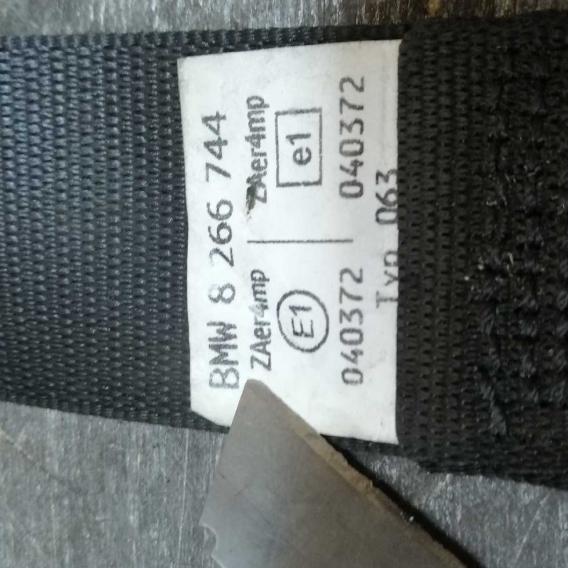 BMW 8 266 744
ZAer4mp ZAer4mp
E1 e1
040372 040372
Typ 063